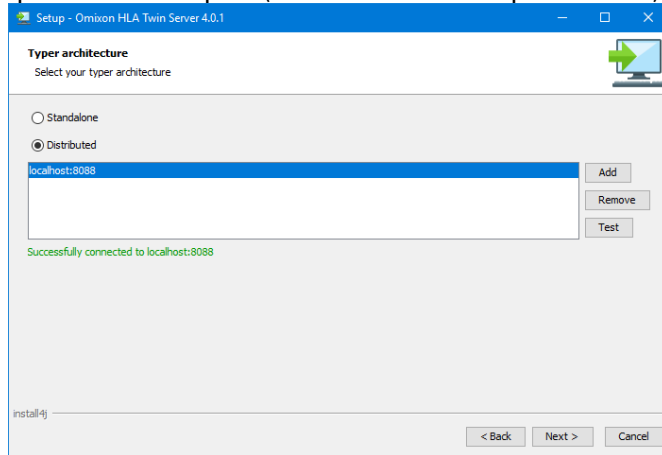 Setup - Omixon HLA Twin Server 4.0.1
Typer architecture
Select your typer architecture
Standalone
Distributed
localhost:8088
Add
Remove
Test
Successfully connected to localhost:8088
install4j
< Back
Next >
Cancel